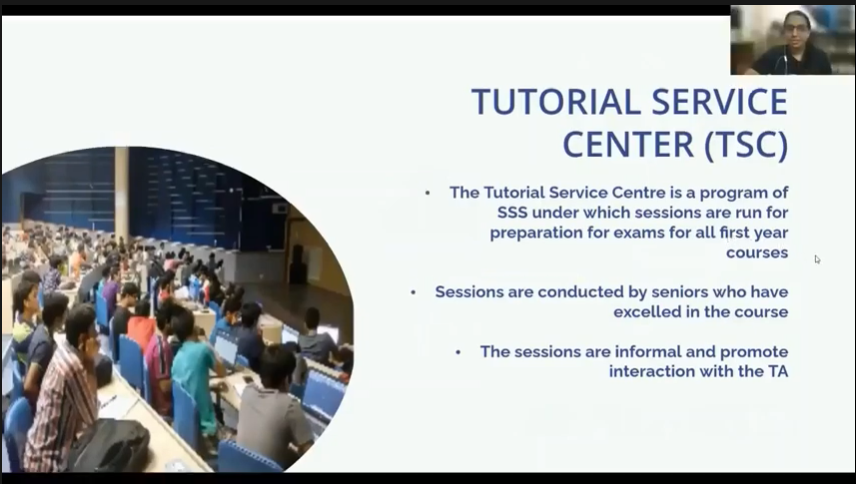 TUTORIAL SERVICE
CENTER (TSC)
• The Tutorial Service Centre is a program of
SSS under which sessions are run for
preparation for exams for all first year
courses
• Sessions are conducted by seniors who have
excelled in the course
• The sessions are informal and promote
interaction with the TA